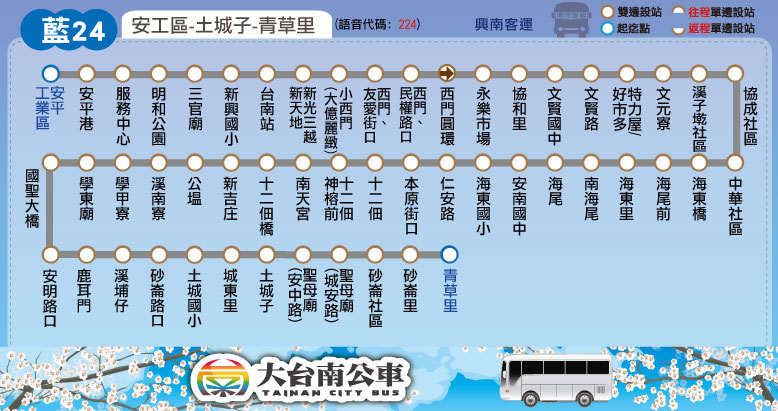 藍24
安工區-土城子-青草里
(語音代碼: 224)
興南客運
雙邊設站
往程單邊設站
起迄點
返程單邊設站
安平工業區
安平港
服務中心
明和公園
三官廟
新興國小
台南站
新光三越新天地
小西門(大億麗緻)
西門、友愛街口
西門、民權路口
西門圓環
永樂市場
協和里
文賢國中
文賢路
特力屋/好市多
文元寮
溪子墘社區
協成社區
中華社區
海東橋
海尾前
海東里
南海尾
海尾
安南國中
海東國小
仁安路
本原街口
十二佃
十二佃神榕前
南天宮
十二佃橋
新吉庄
公塭
溪南寮
學甲寮
學東廟
國聖大橋
安明路口
鹿耳門
溪埔仔
砂崙路口
土城國小
城東里
土城子
聖母廟(安中路)
聖母廟(城安路)
砂崙社區
砂崙里
青草里
大台南公車
TAINAN CITY BUS